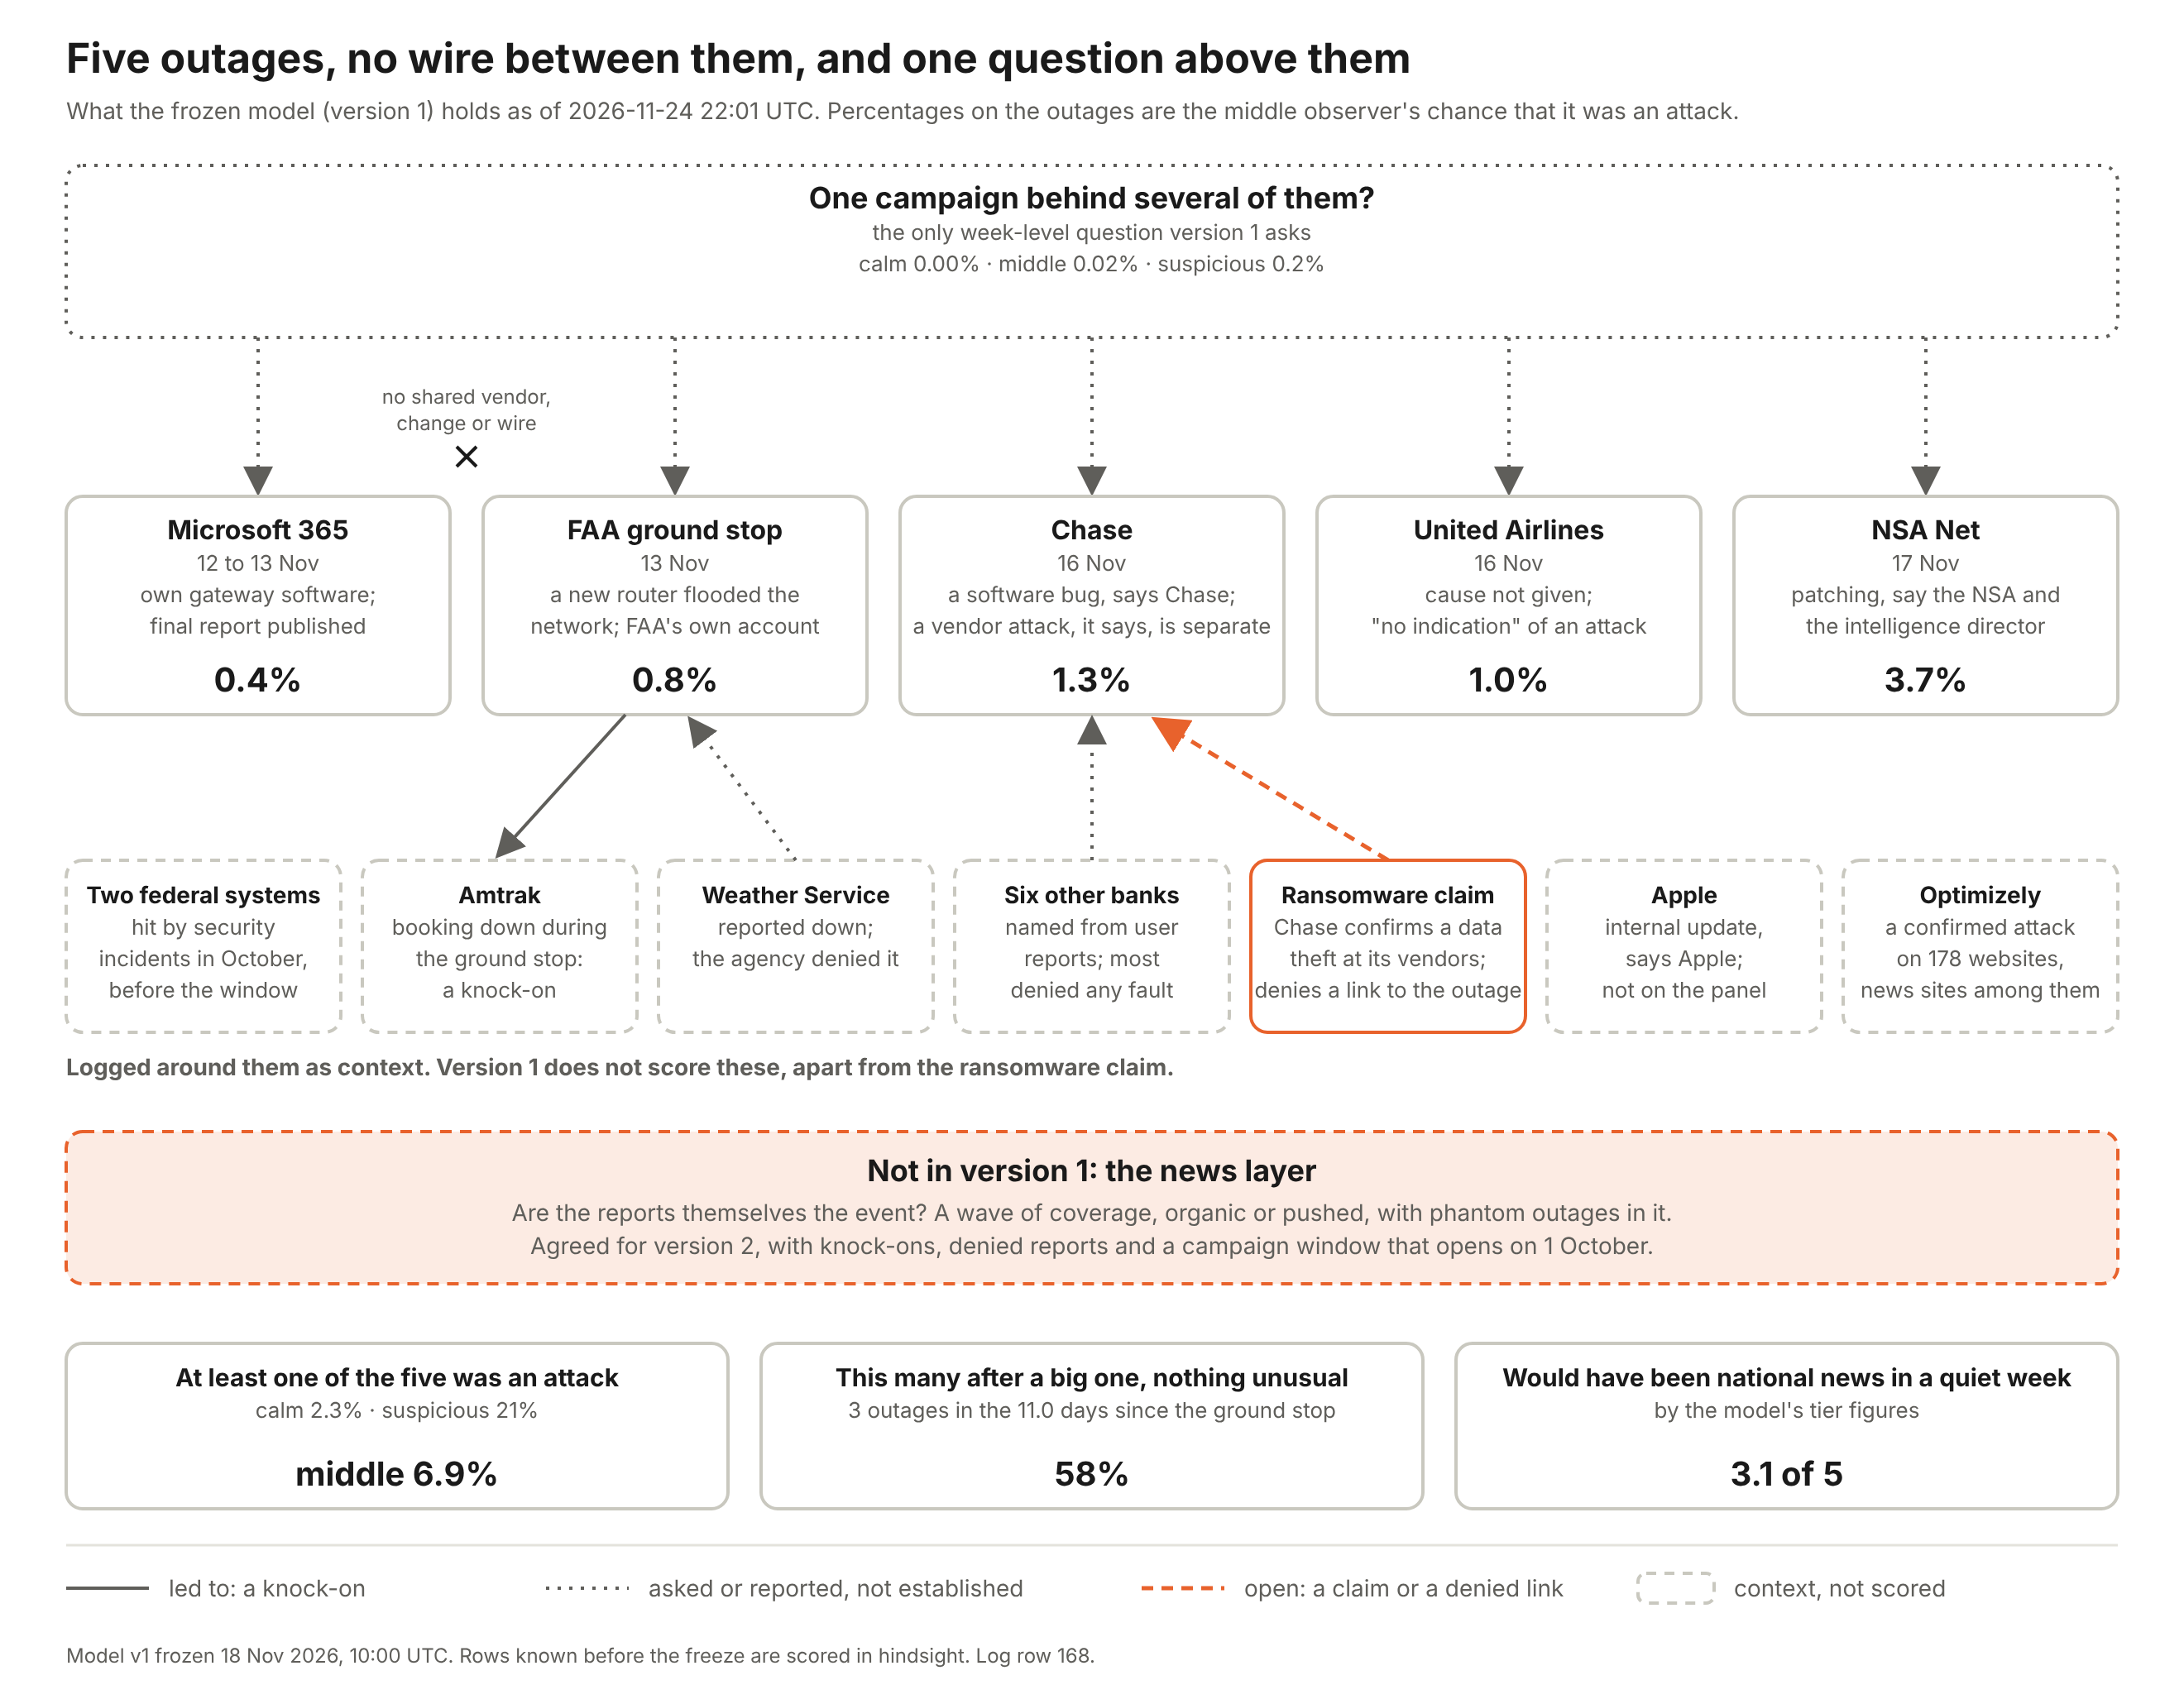 Five outages, no wire between them, and one question above them
What the frozen model (version 1) holds as of 2026-11-24 22:01 UTC. Percentages on the outages are the middle observer's chance that it was an attack.
One campaign behind several of them?
the only week-level question version 1 asks
calm 0.00% · middle 0.02% · suspicious 0.2%
no shared vendor,
change or wire
×
Microsoft 365
12 to 13 Nov
own gateway software;
final report published
0.4%
FAA ground stop
13 Nov
a new router flooded the
network; FAA's own account
0.8%
Chase
16 Nov
a software bug, says Chase;
a vendor attack, it says, is separate
1.3%
United Airlines
16 Nov
cause not given;
"no indication" of an attack
1.0%
NSA Net
17 Nov
patching, say the NSA and
the intelligence director
3.7%
Two federal systems
hit by security
incidents in October,
before the window
Amtrak
booking down during
the ground stop:
a knock-on
Weather Service
reported down;
the agency denied it
Six other banks
named from user
reports; most
denied any fault
Ransomware claim
Chase confirms a data
theft at its vendors;
denies a link to the outage
Apple
internal update,
says Apple;
not on the panel
Optimizely
a confirmed attack
on 178 websites,
news sites among them
Logged around them as context. Version 1 does not score these, apart from the ransomware claim.
Not in version 1: the news layer
Are the reports themselves the event? A wave of coverage, organic or pushed, with phantom outages in it.
Agreed for version 2, with knock-ons, denied reports and a campaign window that opens on 1 October.
At least one of the five was an attack
calm 2.3% · suspicious 21%
middle 6.9%
This many after a big one, nothing unusual
3 outages in the 11.0 days since the ground stop
58%
Would have been national news in a quiet week
by the model's tier figures
3.1 of 5
led to: a knock-on
asked or reported, not established
open: a claim or a denied link
context, not scored
Model v1 frozen 18 Nov 2026, 10:00 UTC. Rows known before the freeze are scored in hindsight. Log row 168.